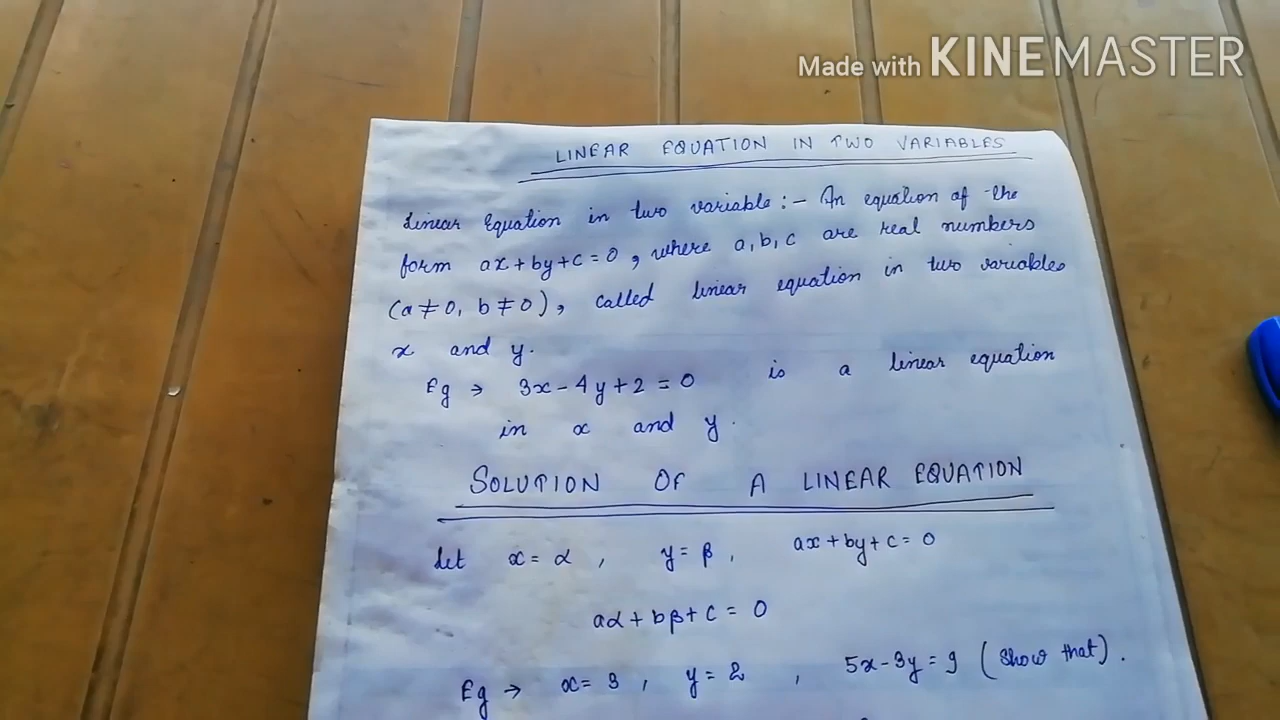 Made with KINEMASTER
LINEAR EQUATION IN TWO VARIABLES
Linear Equation in two variable :- An equation of the
form ax + by + c = 0, where a, b, c are real numbers
(a ≠ 0, b ≠ 0), called linear equation in two variables
x and y.
Eg → 3x - 4y + 2 = 0 is a linear equation
in x and y.
SOLUTION OF A LINEAR EQUATION
Let x = α, y = β, ax + by + c = 0
aα + bβ + c = 0
Eg → x = 3, y = 2, 5x - 3y = 9 (show that).